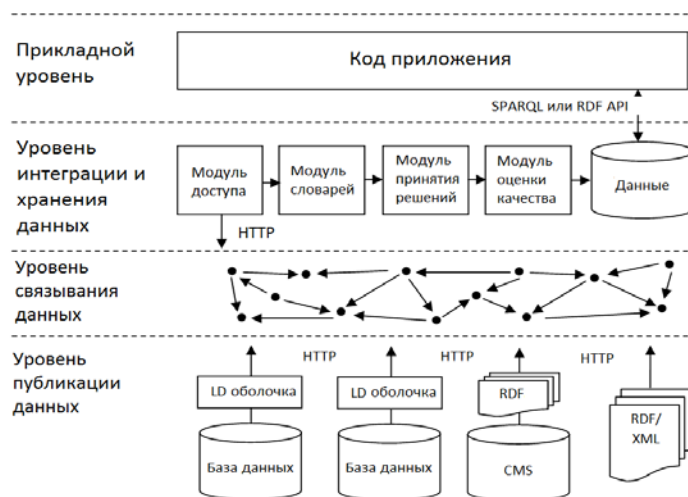 Прикладной
уровень
Код приложения
SPARQL или RDF API
Уровень
интеграции и
хранения
данных
Модуль
доступа
Модуль
словарей
Модуль
принятия
решений
Модуль
оценки
качества
Данные
HTTP
Уровень
связывания
данных
Уровень
публикации
данных
HTTP
HTTP
HTTP
LD оболочка
LD оболочка
RDF
RDF/
XML
База данных
База данных
CMS